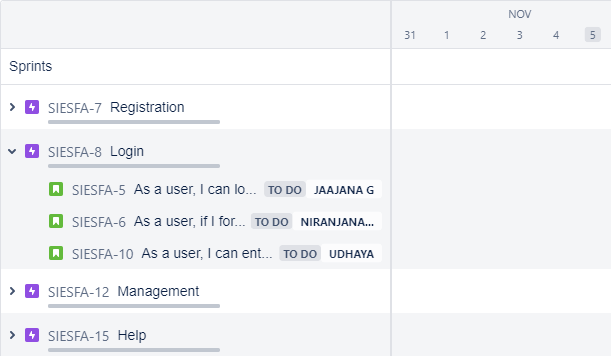 NOV
31 1 2 3 4 5
Sprints
SIESFA-7 Registration
SIESFA-8 Login
SIESFA-5 As a user, I can lo... TO DO JAAJANA G
SIESFA-6 As a user, if I for... TO DO NIRANJANA...
SIESFA-10 As a user, I can ent... TO DO UDHAYA
SIESFA-12 Management
SIESFA-15 Help